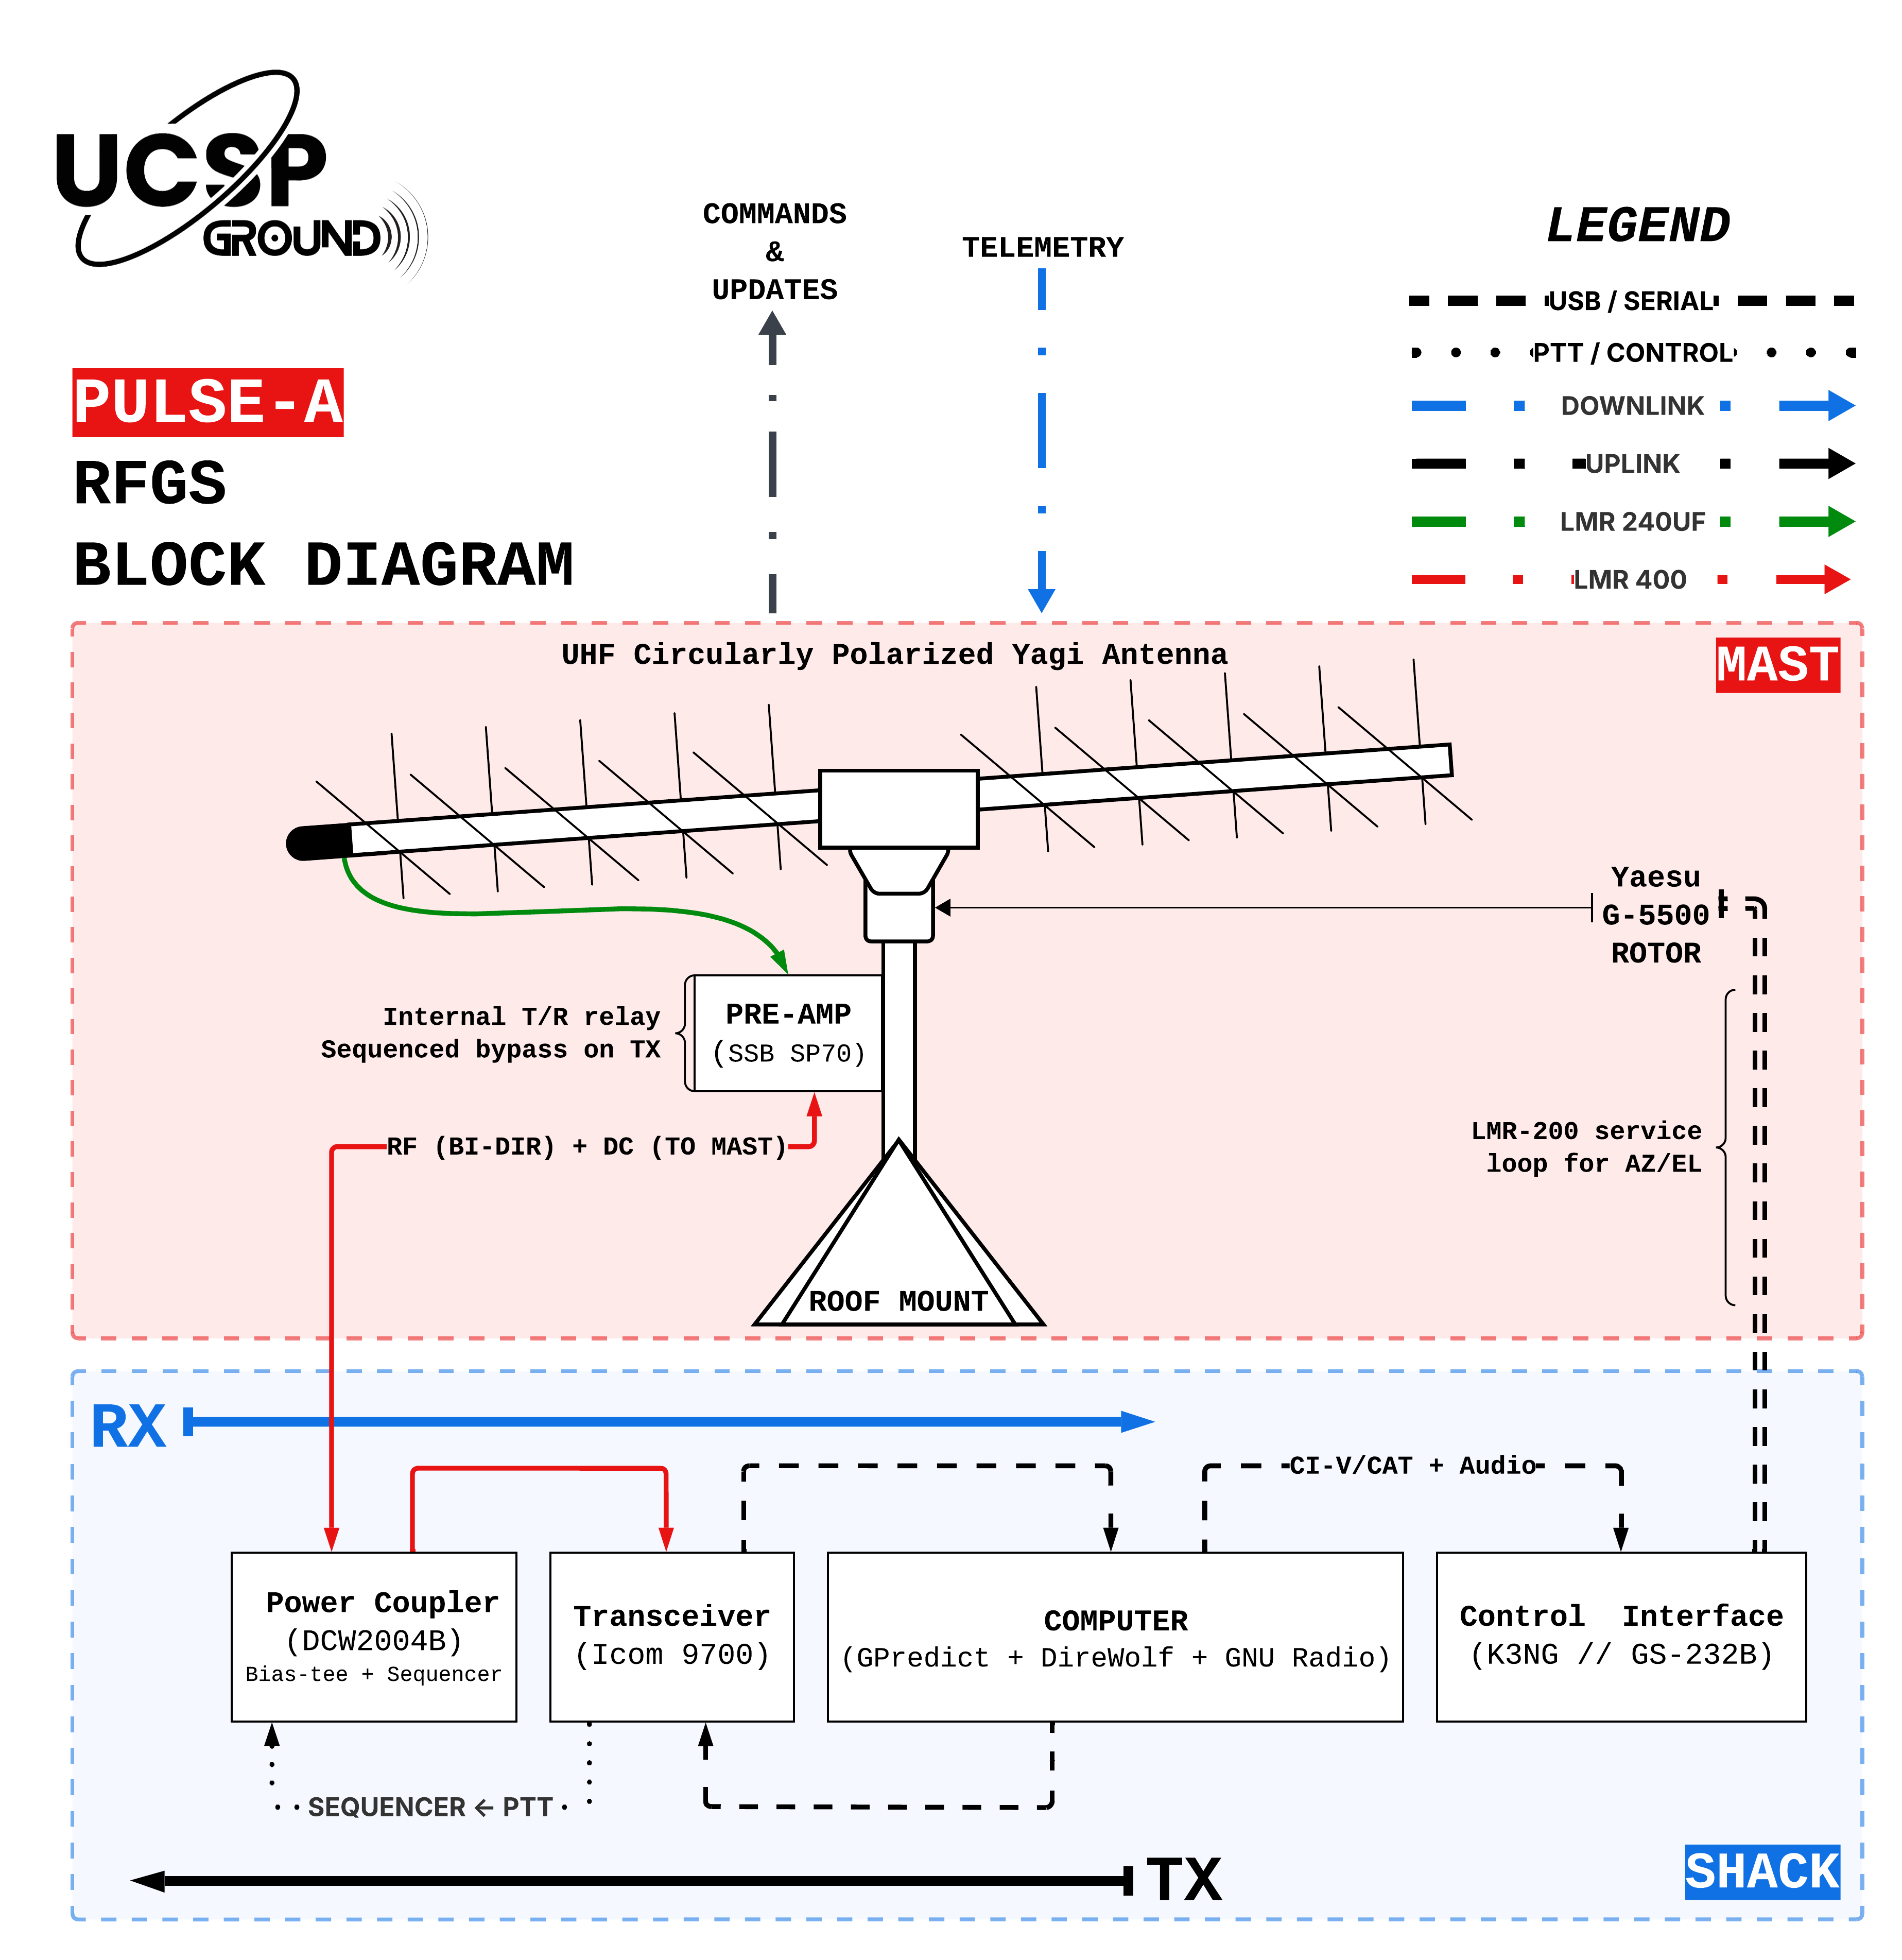 UCSP
GROUND
COMMANDS
&
UPDATES
TELEMETRY
LEGEND
USB / SERIAL
PTT / CONTROL
DOWNLINK
UPLINK
LMR 240UF
LMR 400
PULSE-A
RFGS
BLOCK DIAGRAM
UHF Circularly Polarized Yagi Antenna
MAST
Yaesu
G-5500
ROTOR
PRE-AMP
(SSB SP70)
Internal T/R relay
Sequenced bypass on TX
RF (BI-DIR) + DC (TO MAST)
LMR-200 service
loop for AZ/EL
ROOF MOUNT
RX
CI-V/CAT + Audio
Power Coupler
(DCW2004B)
Bias-tee + Sequencer
Transceiver
(Icom 9700)
COMPUTER
(GPredict + DireWolf + GNU Radio)
Control Interface
(K3NG // GS-232B)
SEQUENCER ← PTT
TX
SHACK